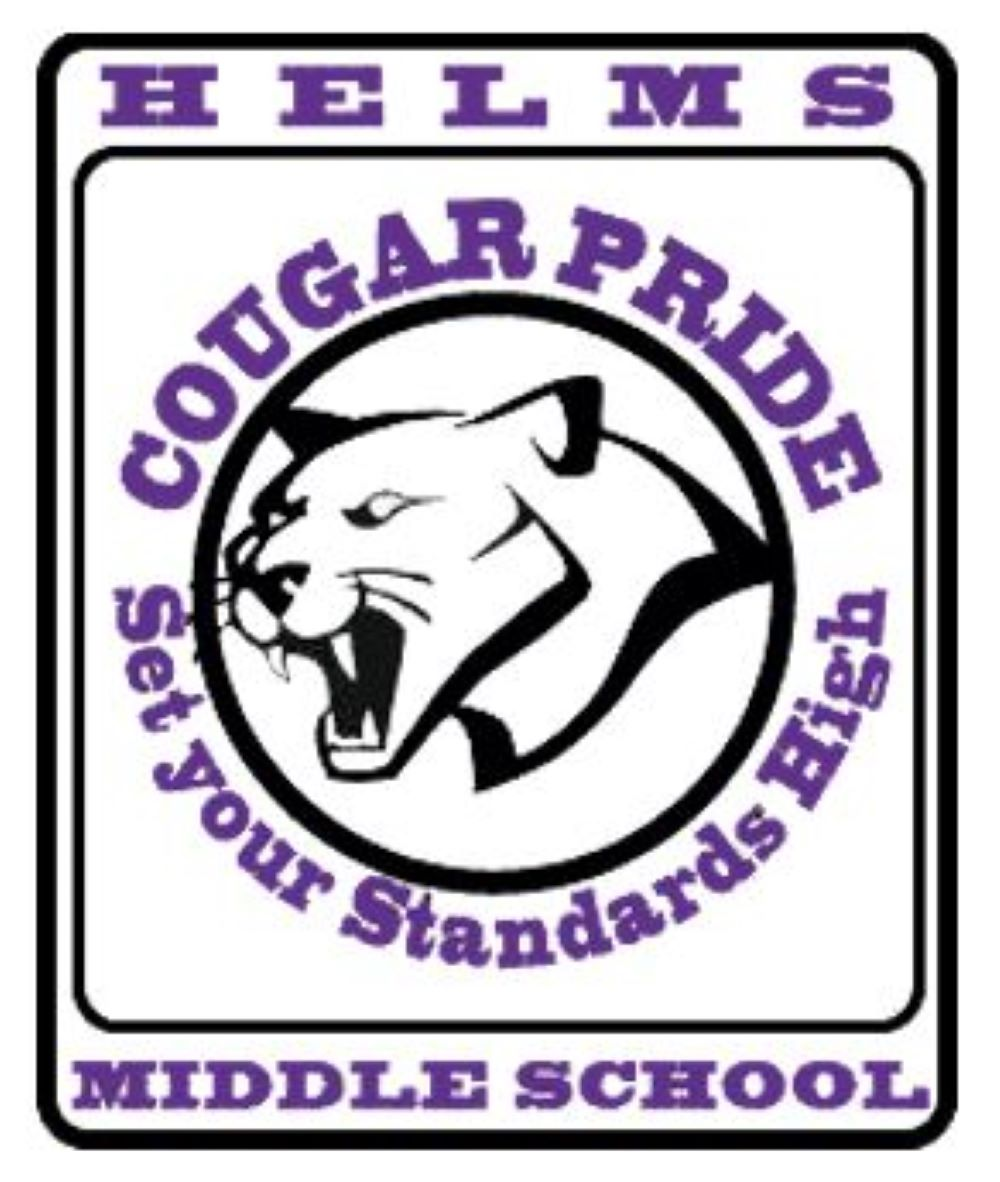 HELMS
COUGAR PRIDE
Set your Standards High
MIDDLE SCHOOL